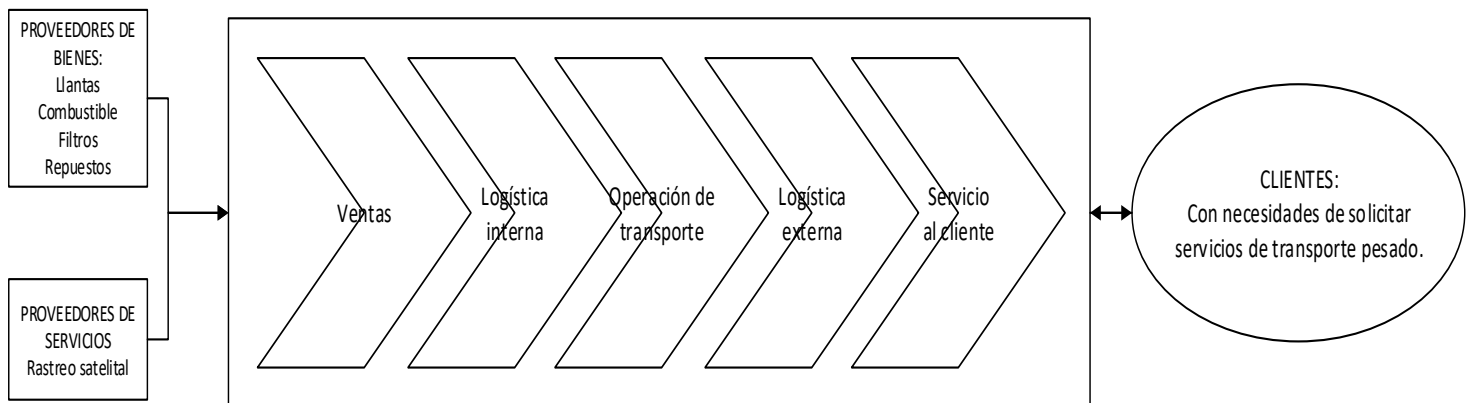 PROVEEDORES DE
BIENES:
Llantas
Combustible
Filtros
Repuestos
PROVEEDORES DE
SERVICIOS
Rastreo satelital
Ventas
Logística
interna
Operación de
transporte
Logística
externa
Servicio
al cliente
CLIENTES:
Con necesidades de solicitar
servicios de transporte pesado.